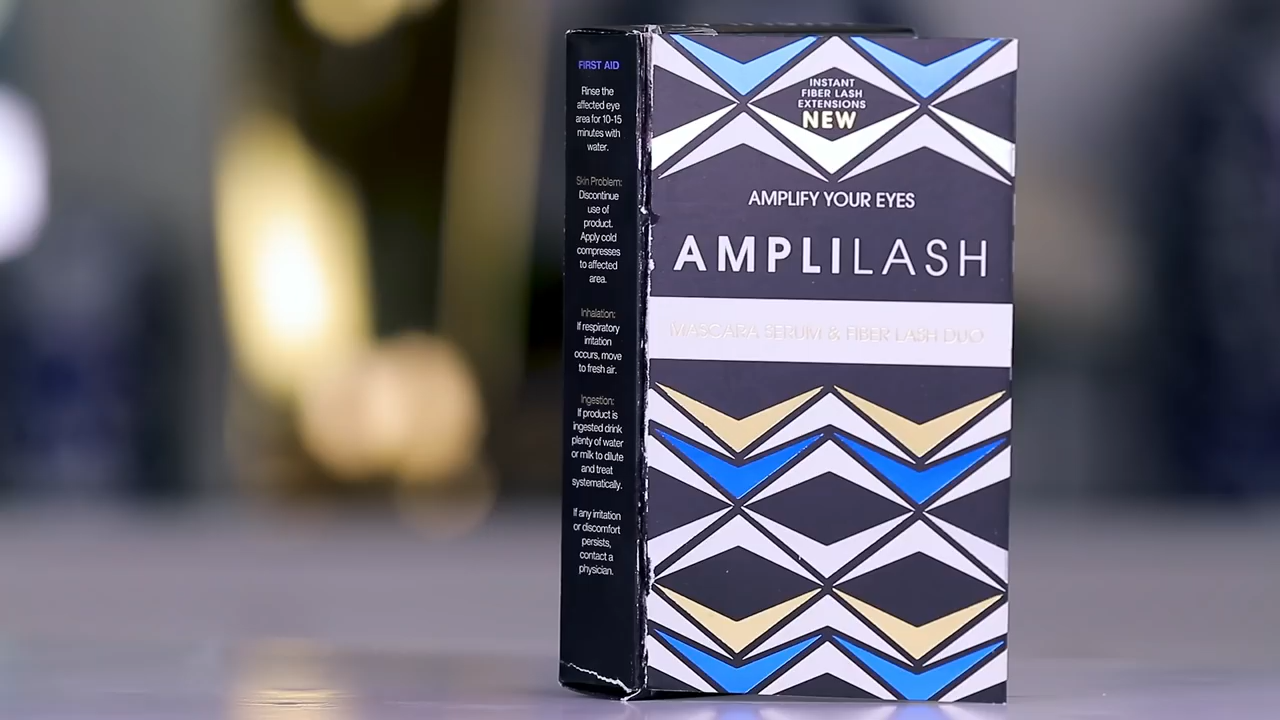 FIRST AID
Rinse the
affected eye
area for 10-15
minutes with
water.
Skin Problem:
Discontinue
use of
product.
Apply cold
compresses
to affected
area.
Inhalation:
If respiratory
irritation
occurs, move
to fresh air.
Ingestion:
If product is
ingested drink
plenty of water
or milk to dilute
and treat
systematically.
If any irritation
or discomfort
persists,
contact a
physician.
INSTANT
FIBER LASH
EXTENSIONS
NEW
AMPLIFY YOUR EYES
AMPLILASH
MASCARA SERUM & FIBER LASH DUO